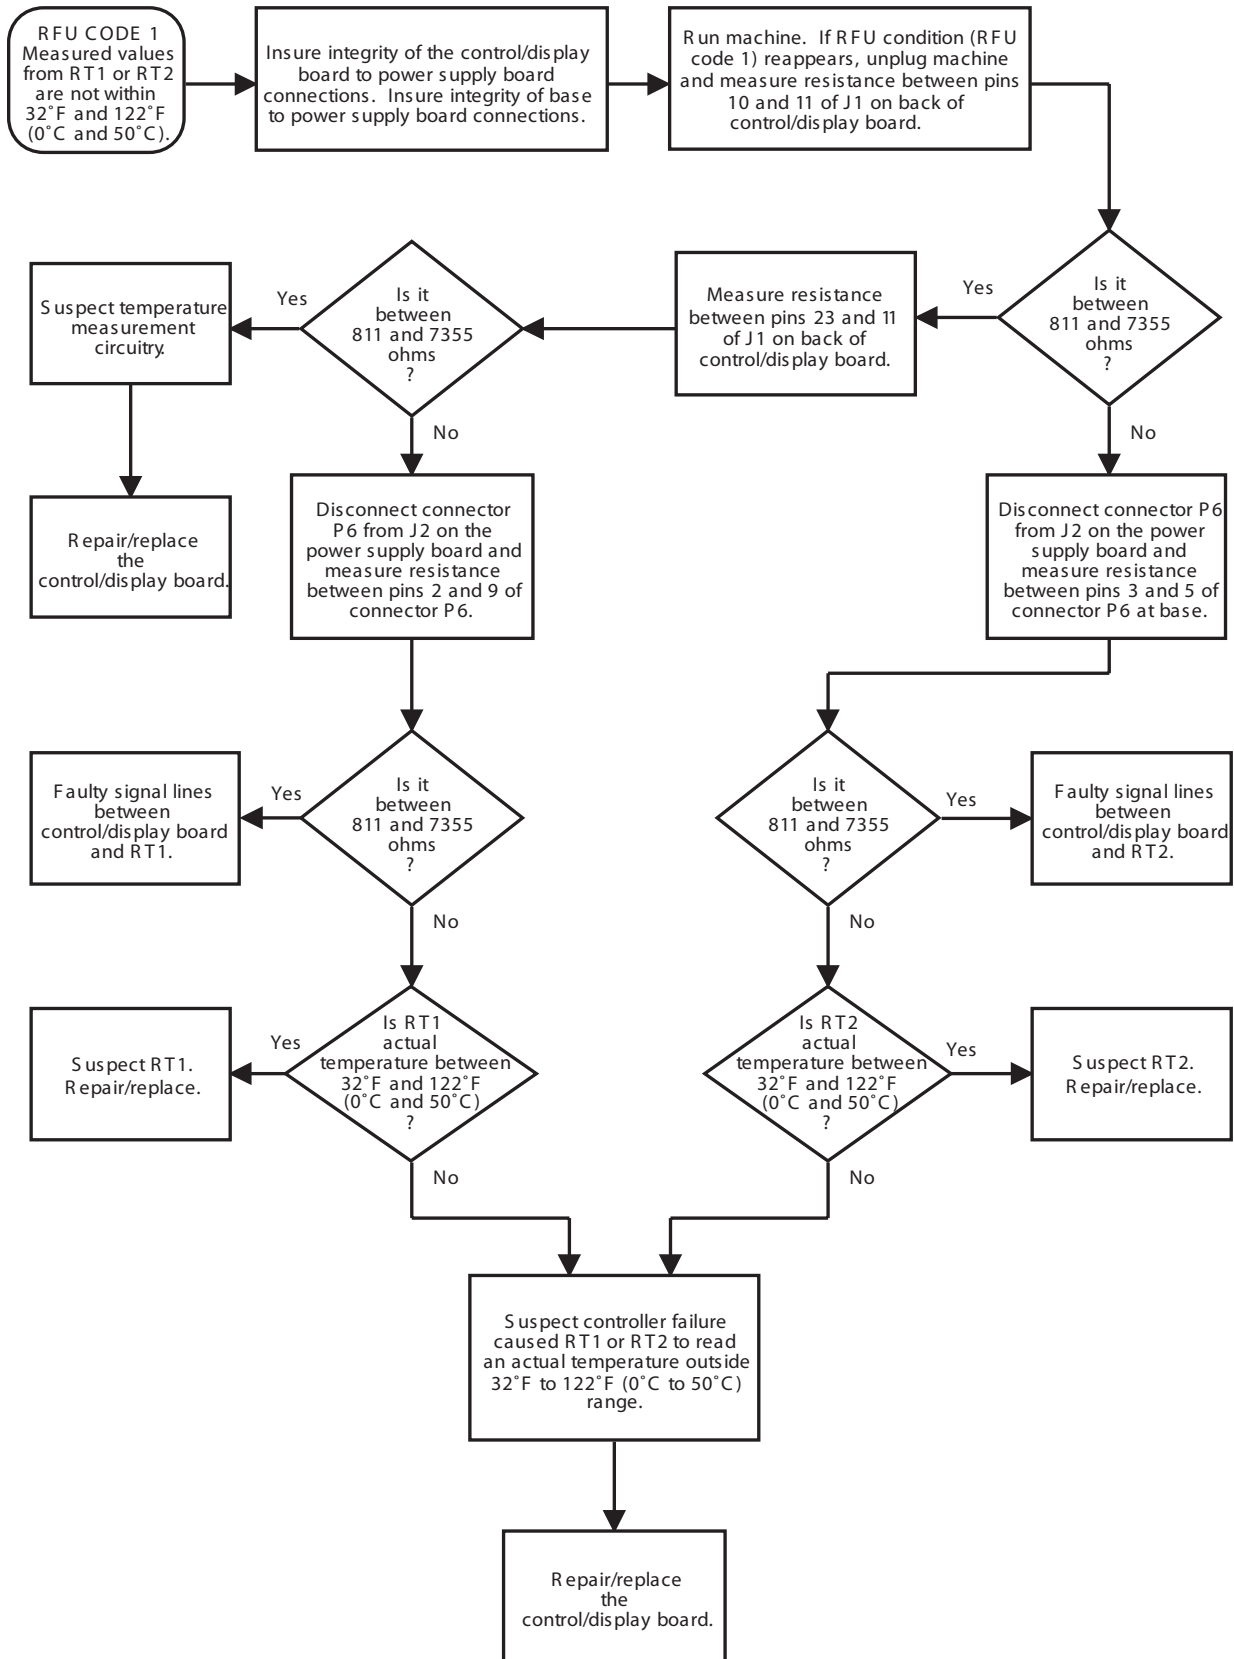 RFU CODE 1
Measured values
from RT1 or RT2
are not within
32˚F and 122˚F
(0˚C and 50˚C).
Insure integrity of the control/display
board to power supply board
connections. Insure integrity of base
to power supply board connections.
Run machine. If RFU condition (RFU
code 1) reappears, unplug machine
and measure resistance between pins
10 and 11 of J1 on back of
control/display board.
Is it
between
811 and 7355
ohms
?
Yes
No
Measure resistance
between pins 23 and 11
of J1 on back of
control/display board.
Is it
between
811 and 7355
ohms
?
Yes
No
Suspect temperature
measurement
circuitry.
Repair/replace
the
control/display board.
Disconnect connector
P6 from J2 on the
power supply board and
measure resistance
between pins 2 and 9 of
connector P6.
Disconnect connector P6
from J2 on the power
supply board and
measure resistance
between pins 3 and 5 of
connector P6 at base.
Is it
between
811 and 7355
ohms
?
Yes
No
Faulty signal lines
between
control/display board
and RT1.
Is it
between
811 and 7355
ohms
?
Yes
No
Faulty signal lines
between
control/display board
and RT2.
Is RT1
actual
temperature between
32˚F and 122˚F
(0˚C and 50˚C)
?
Yes
No
Suspect RT1.
Repair/replace.
Is RT2
actual
temperature between
32˚F and 122˚F
(0˚C and 50˚C)
?
Yes
No
Suspect RT2.
Repair/replace.
Suspect controller failure
caused RT1 or RT2 to read
an actual temperature outside
32˚F to 122˚F (0˚C to 50˚C)
range.
Repair/replace
the
control/display board.